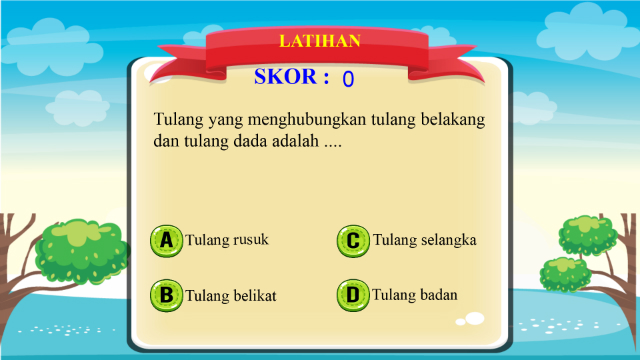 LATIHAN
SKOR : 0
Tulang yang menghubungkan tulang belakang
dan tulang dada adalah ....
A Tulang rusuk
C Tulang selangka
B Tulang belikat
D Tulang badan